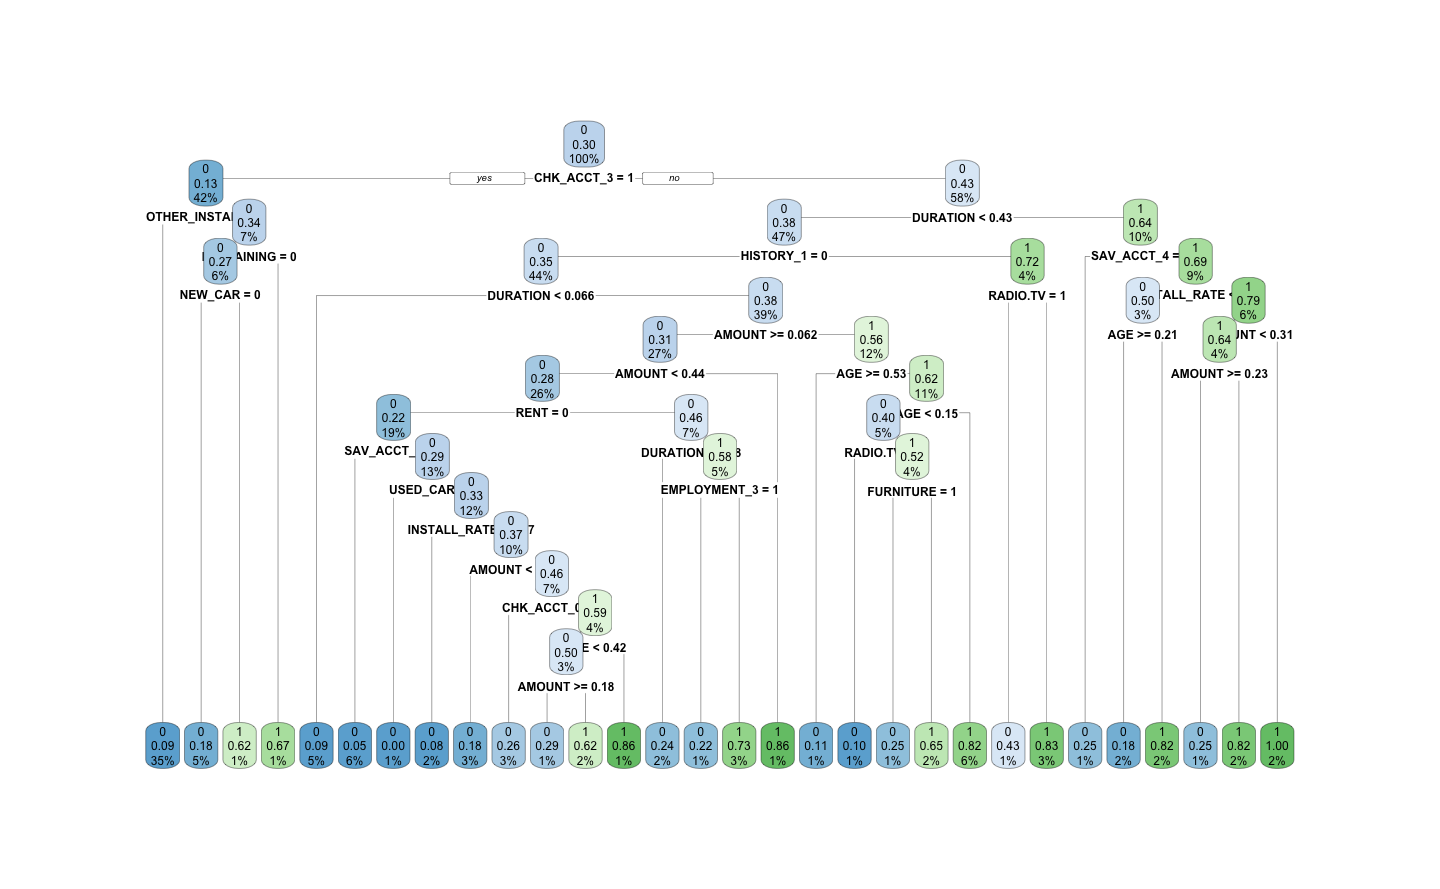 0
0.30
100%
yes
CHK_ACCT_3 = 1
no
0
0.13
42%
0
0.43
58%
OTHER_INSTA
0
0.34
7%
0
0.38
47%
DURATION < 0.43
1
0.64
10%
0
0.27
6%
AINING = 0
0
0.35
44%
HISTORY_1 = 0
1
0.72
4%
SAV_ACCT_4 =
1
0.69
9%
NEW_CAR = 0
DURATION < 0.066
0
0.38
39%
RADIO.TV = 1
0
0.50
3%
TALL_RATE <
1
0.79
6%
0
0.31
27%
AMOUNT >= 0.062
1
0.56
12%
AGE >= 0.21
1
0.64
4%
UNT < 0.31
0
0.28
26%
AMOUNT < 0.44
AGE >= 0.53
1
0.62
11%
AMOUNT >= 0.23
0
0.22
19%
RENT = 0
0
0.46
7%
0
0.40
5%
AGE < 0.15
SAV_ACCT_
0
0.29
13%
DURATION
1
0.58
5%
RADIO.TV
1
0.52
4%
USED_CAR
0
0.33
12%
EMPLOYMENT_3 = 1
FURNITURE = 1
INSTALL_RATE
0
0.37
10%
7
AMOUNT <
0
0.46
7%
CHK_ACCT_0
1
0.59
4%
0
0.50
3%
E < 0.42
AMOUNT >= 0.18
0 0 1 1 0 0 0 0 0 0 0 1 1 0 0 1 1 0 0 0 1 1 0 1 0 0 1 0 1 1
0.09 0.18 0.62 0.67 0.09 0.05 0.00 0.08 0.18 0.26 0.29 0.62 0.86 0.24 0.22 0.73 0.86 0.11 0.10 0.25 0.65 0.82 0.43 0.83 0.25 0.18 0.82 0.25 0.82 1.00
35% 5% 1% 1% 5% 6% 1% 2% 3% 3% 1% 2% 1% 2% 1% 3% 1% 1% 1% 1% 2% 6% 1% 3% 1% 2% 2% 1% 2% 2%